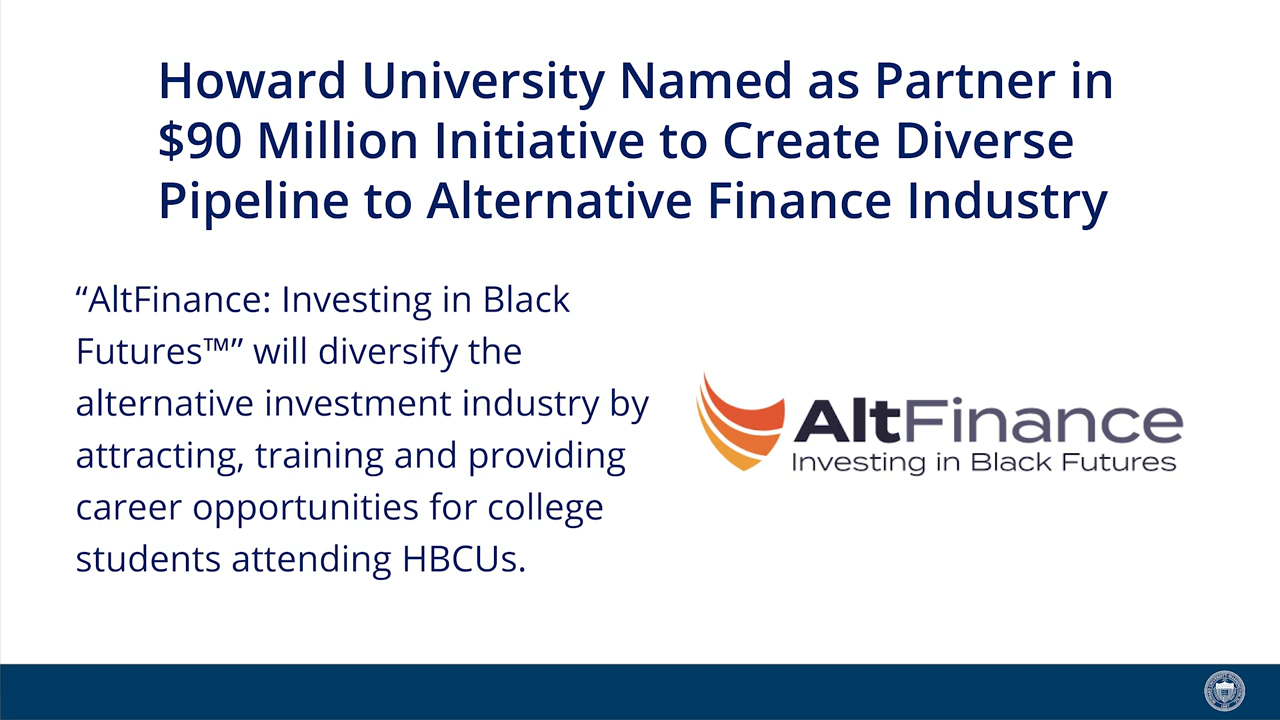 Howard University Named as Partner in
$90 Million Initiative to Create Diverse
Pipeline to Alternative Finance Industry
“AltFinance: Investing in Black
Futures™” will diversify the
alternative investment industry by
attracting, training and providing
career opportunities for college
students attending HBCUs.
AltFinance
Investing in Black Futures